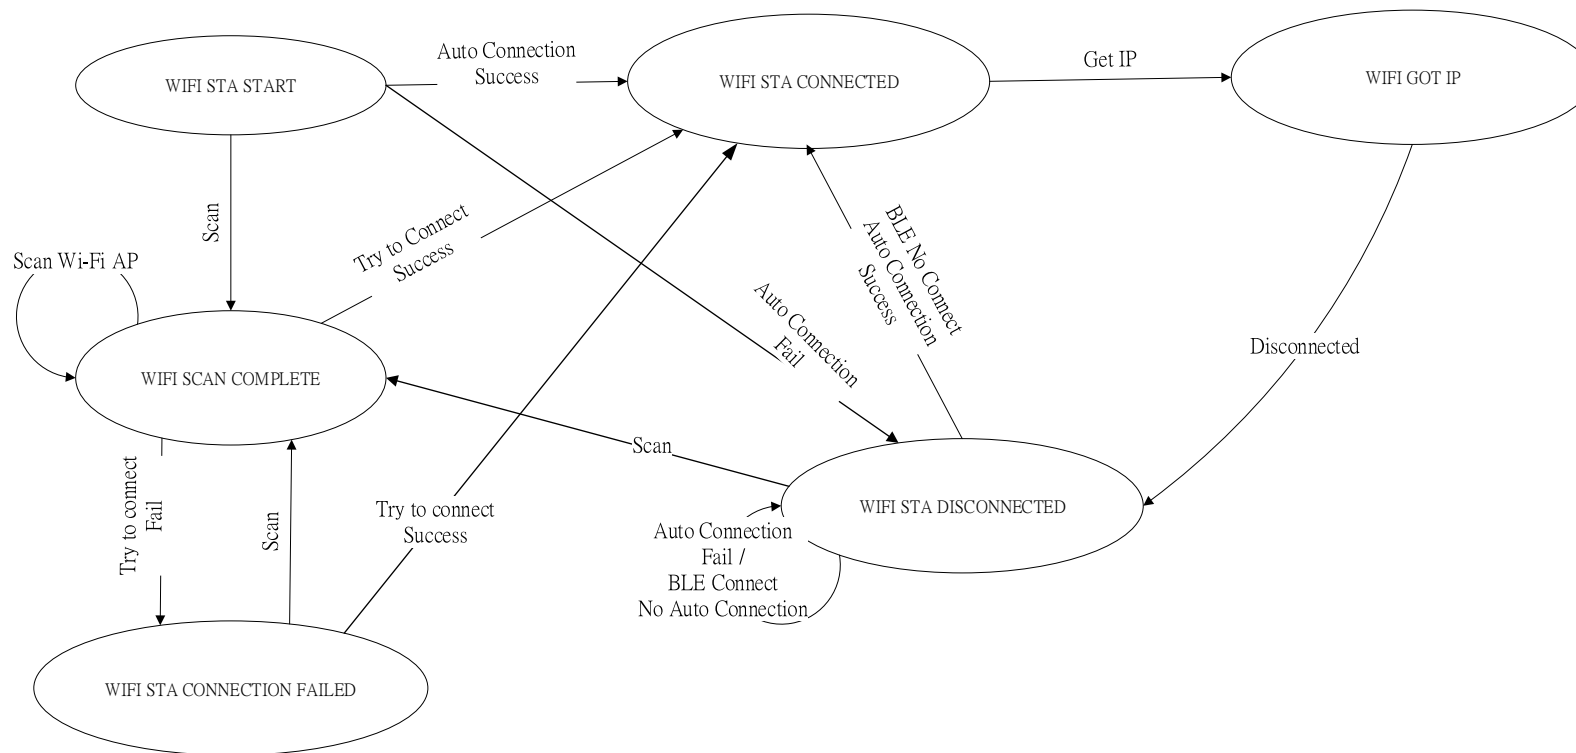 WIFI STA START
Auto Connection
Success
WIFI STA CONNECTED
Get IP
WIFI GOT IP
Scan
Try to Connect
Success
BLE No Connect
Auto Connection
Success
Scan Wi-Fi AP
Auto Connection
Fail
Disconnected
WIFI SCAN COMPLETE
Scan
WIFI STA DISCONNECTED
Try to connect
Fail
Scan
Try to connect
Success
Auto Connection
Fail /
BLE Connect
No Auto Connection
WIFI STA CONNECTION FAILED